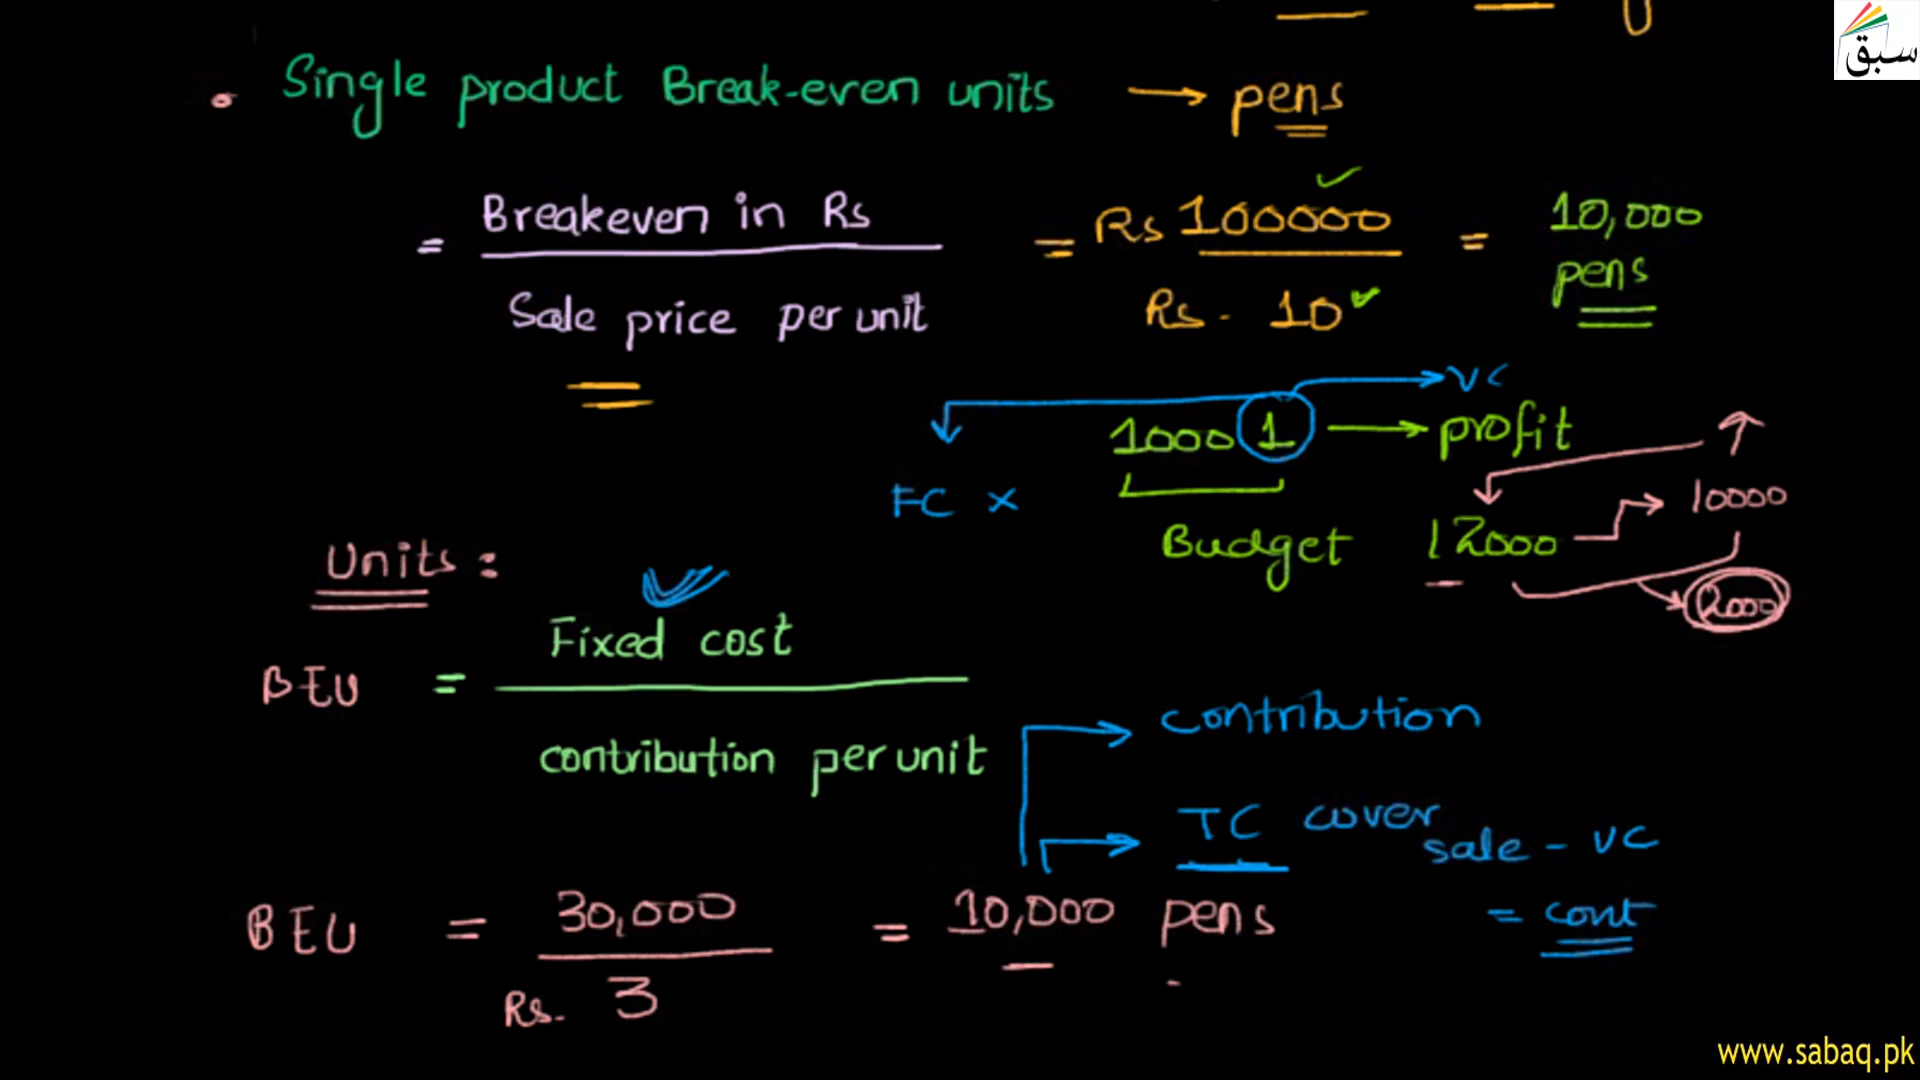 سبق
• Single product Break-even units → pens
= Breakeven in Rs / Sale price per unit = Rs 100000 ✓ / Rs. 10 ✓ = 10,000 pens
VC
10001 → profit
FC ×
10000
Budget 12000
2000
Units :
BEU = Fixed cost / contribution per unit
contribution
TC cover
sale - VC
= cont
BEU = 30,000 / Rs. 3 = 10,000 pens
www.sabaq.pk